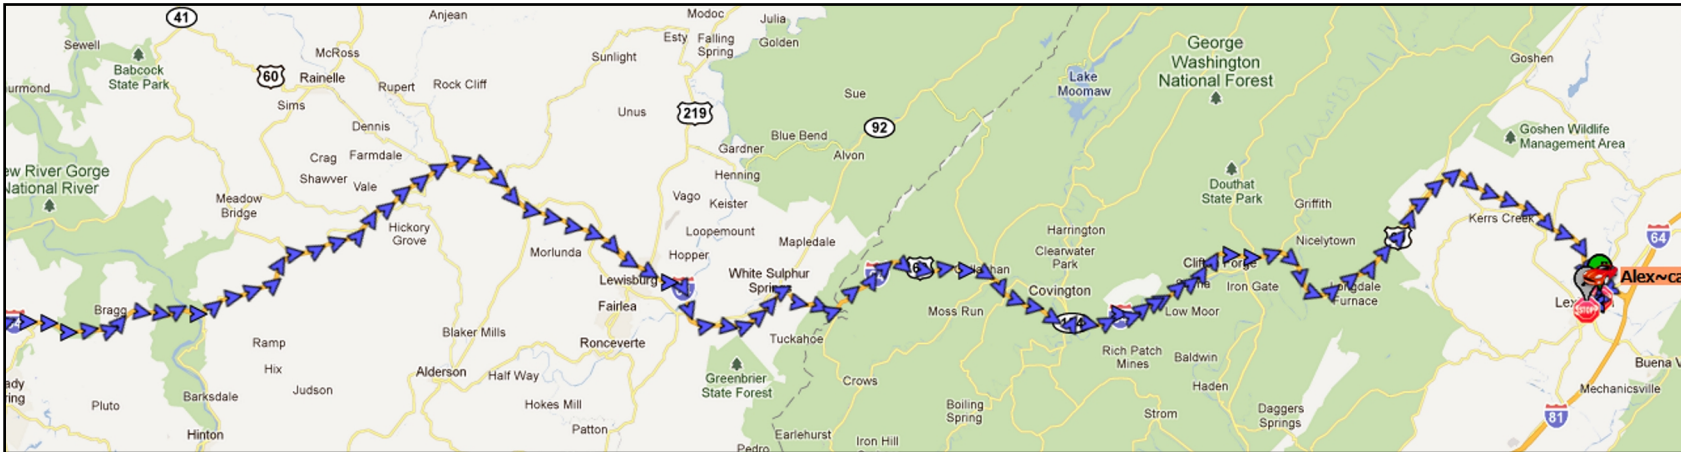 41
Anjean
Modoc
Julia
Sewell
Esty
Falling
Spring
Golden
McRoss
Sunlight
Babcock
State Park
60
Rainelle
Rupert
Rock Cliff
George
Washington
National Forest
Goshen
Lake
Moomaw
Sims
Sue
Unus
219
Dennis
92
Blue Bend
Goshen Wildlife
Management Area
Crag
Farmdale
Gardner
Alvon
ew River Gorge
National River
Shawver
Vale
Henning
Douthat
State Park
Meadow
Bridge
Vago
Keister
Griffith
Kerrs Creek
Hickory
Grove
Loopemount
Harrington
Mapledale
Nicelytown
64
Morlunda
Hopper
Clearwater
Park
Lewisburg
White Sulphur
Iron Gate
Alex~ca
Covington
Furnace
Bragg
Fairlea
Moss Run
Low Moor
Blaker Mills
Ronceverte
Tuckahoe
Ramp
Rich Patch
Mines
Baldwin
Hix
Alderson
Half Way
Greenbrier
State Forest
Crows
Haden
Buena V
Mechanicsville
Judson
Barksdale
Pluto
Hokes Mill
Boiling
Spring
Strom
Daggers
Springs
81
Hinton
Patton
Earlehurst
Iron Hill
Pedro
STOP